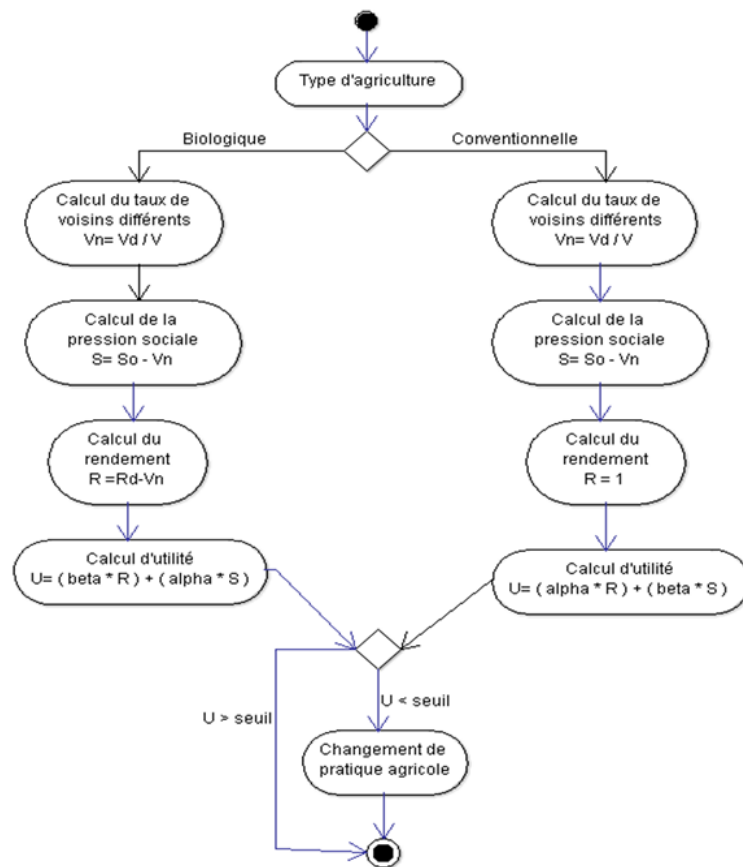 Type d'agriculture
Biologique
Conventionnelle
Calcul du taux de
voisins différents
Vn= Vd / V
Calcul du taux de
voisins différents
Vn= Vd / V
Calcul de la
pression sociale
S= So - Vn
Calcul de la
pression sociale
S= So - Vn
Calcul du
rendement
R =Rd-Vn
Calcul du
rendement
R = 1
Calcul d'utilité
U= ( beta * R ) + ( alpha * S )
Calcul d'utilité
U= ( alpha * R ) + ( beta * S )
U > seuil
U < seuil
Changement de
pratique agricole